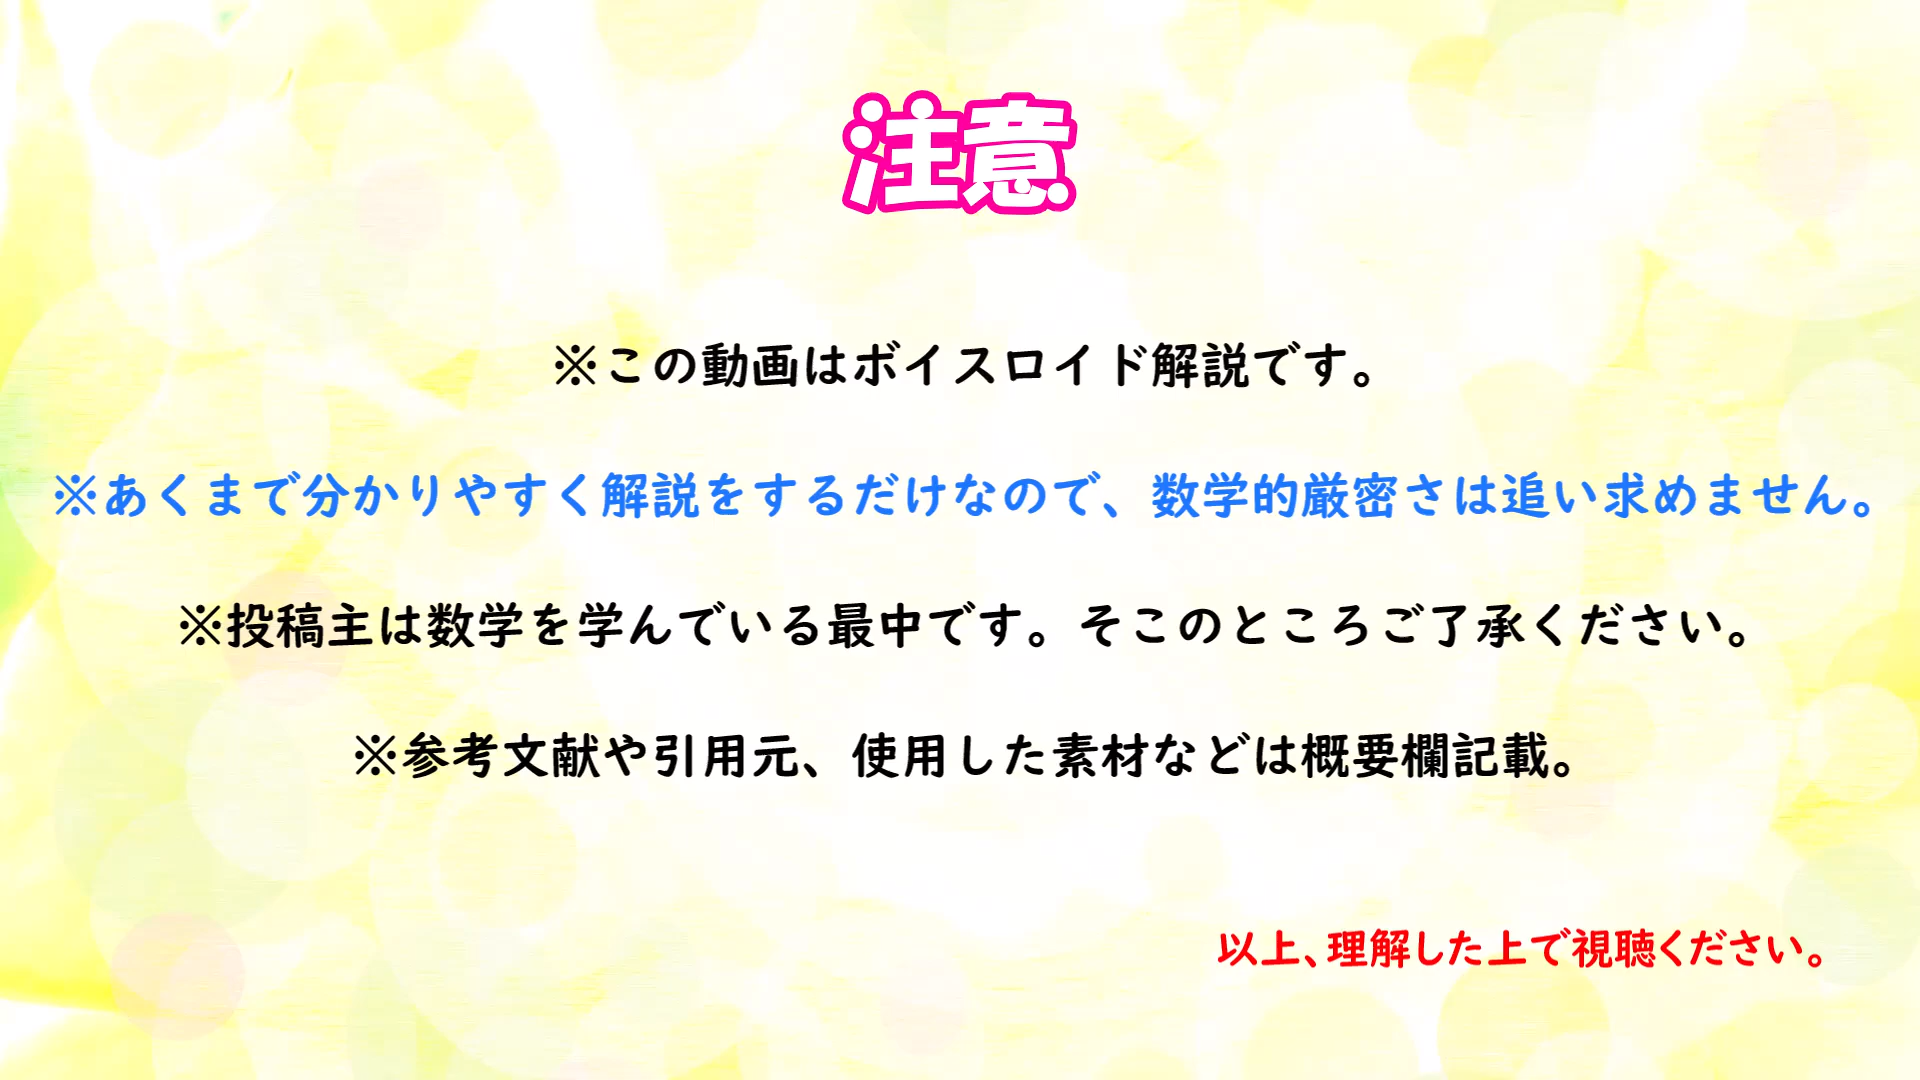 注意
※この動画はボイスロイド解説です。
※あくまで分かりやすく解説をするだけなので、数学的厳密さは追い求めません。
※投稿主は数学を学んでいる最中です。そこのところご了承ください。
※参考文献や引用元、使用した素材などは概要欄記載。
以上、理解した上で視聴ください。